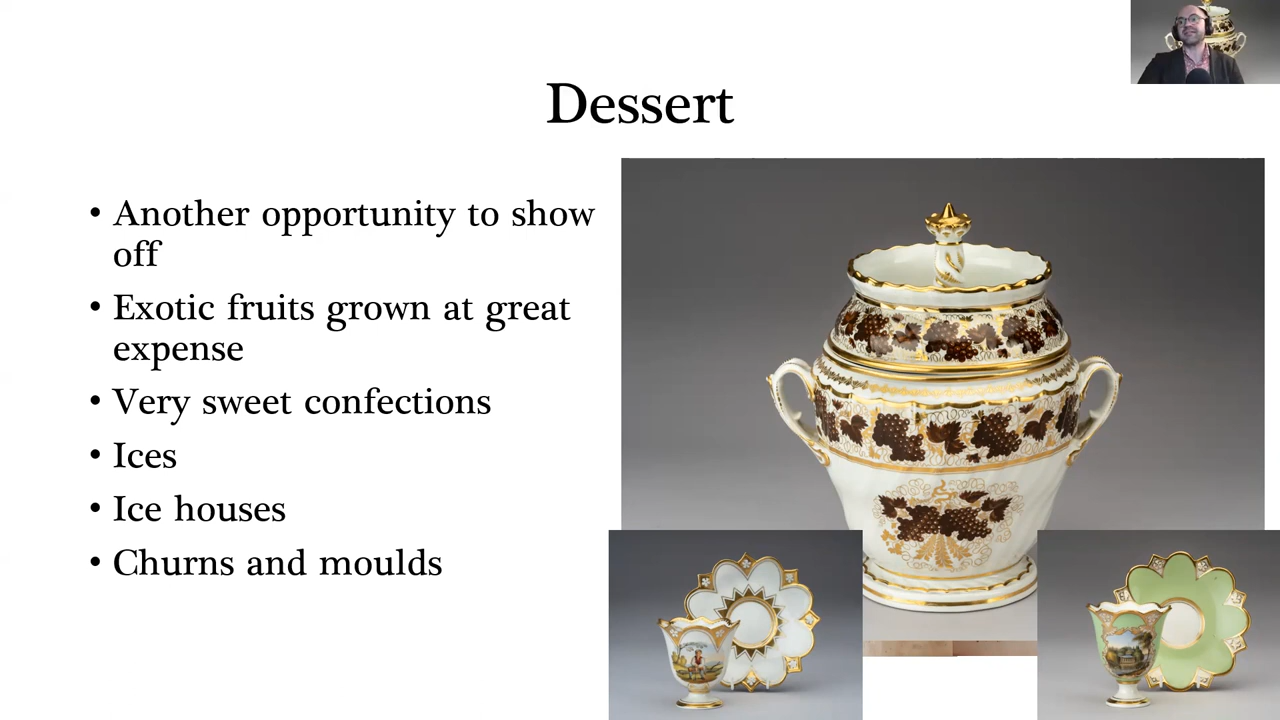 Dessert
• Another opportunity to show
off
• Exotic fruits grown at great
expense
• Very sweet confections
• Ices
• Ice houses
• Churns and moulds